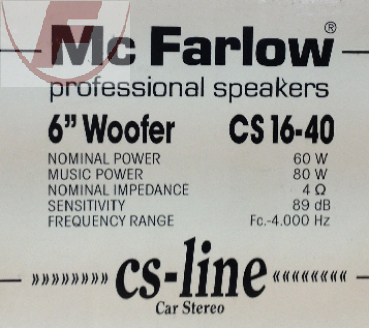 Mc Farlow®
professional speakers
6” Woofer CS 16-40
NOMINAL POWER 60 W
MUSIC POWER 80 W
NOMINAL IMPEDANCE 4 Ω
SENSITIVITY 89 dB
FREQUENCY RANGE Fc.-4.000 Hz
»»»»»»»» cs-line «««««««««
Car Stereo